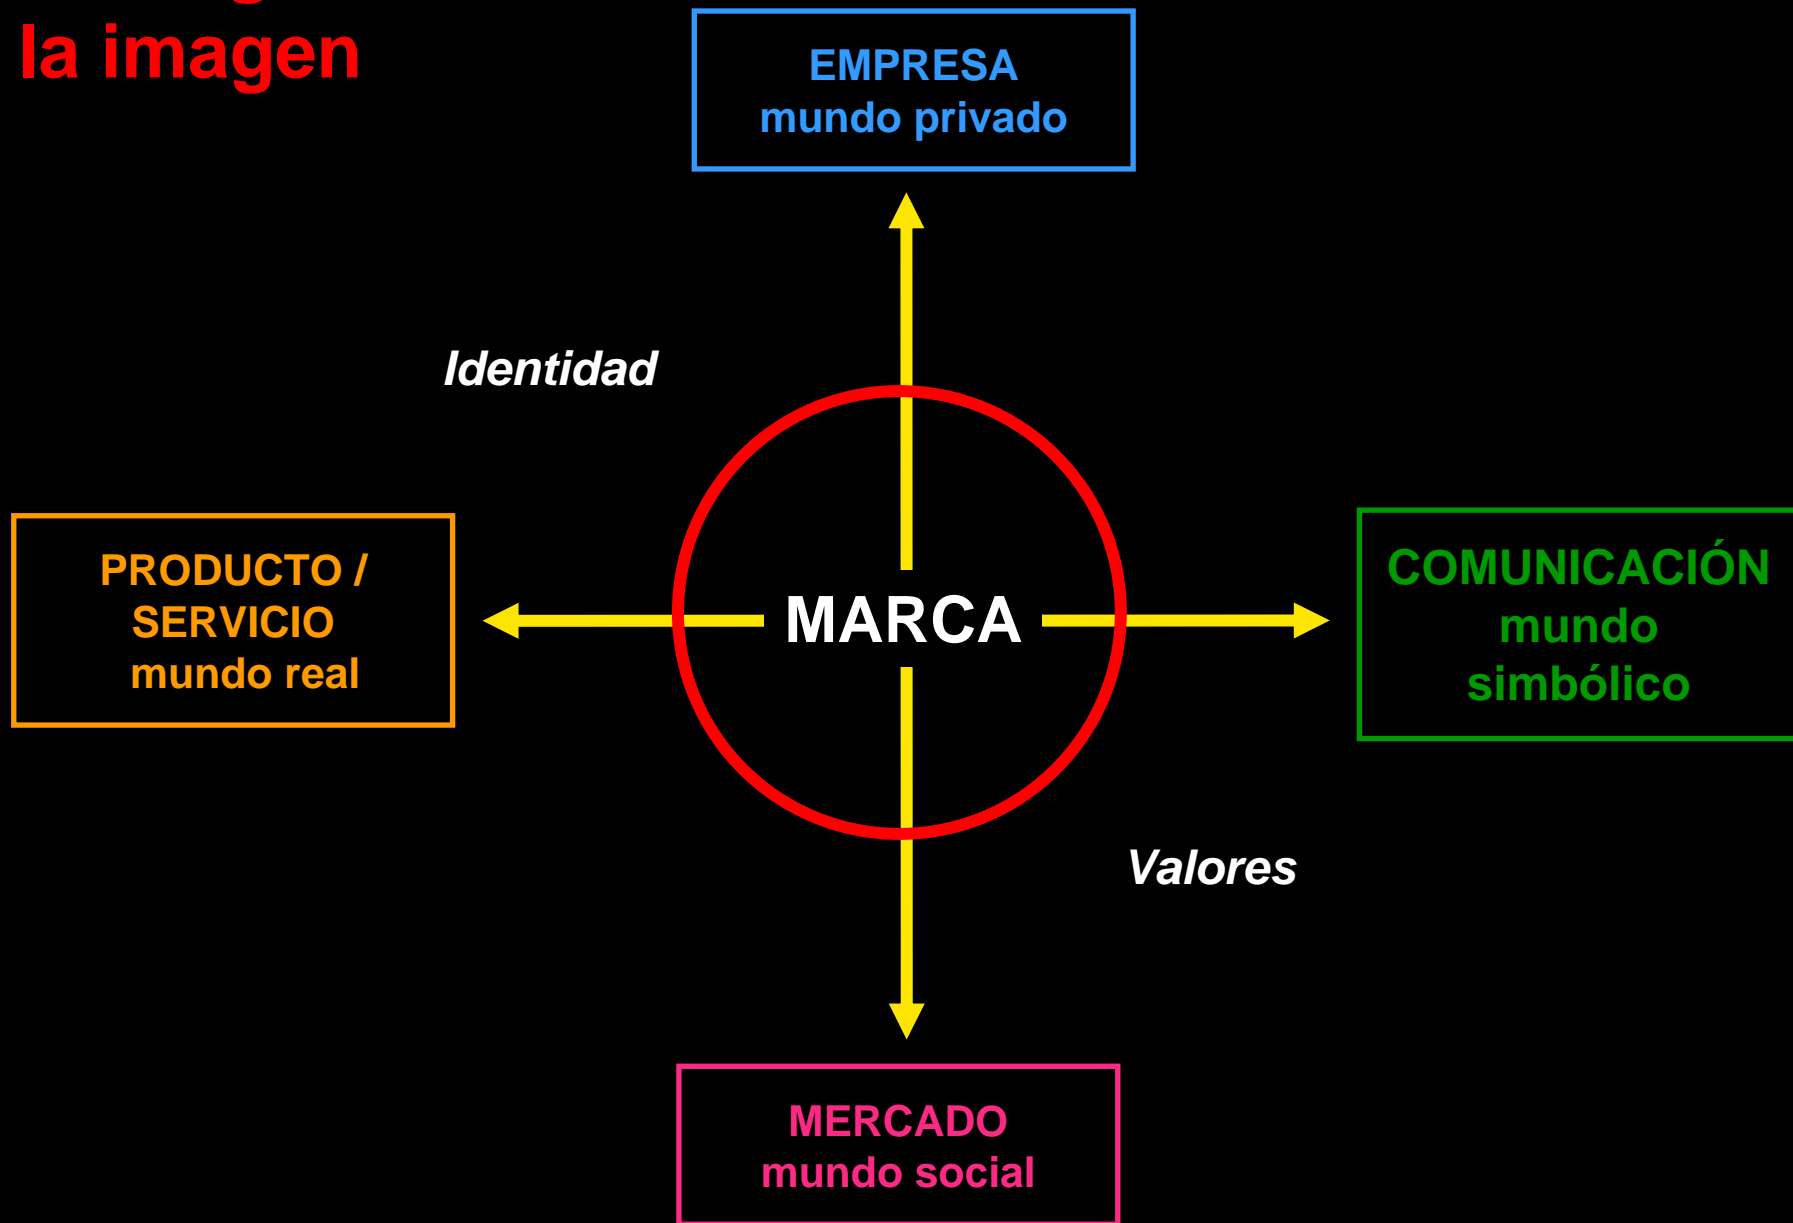 la imagen
EMPRESA
mundo privado
Identidad
PRODUCTO /
SERVICIO
mundo real
MARCA
COMUNICACIÓN
mundo
simbólico
Valores
MERCADO
mundo social